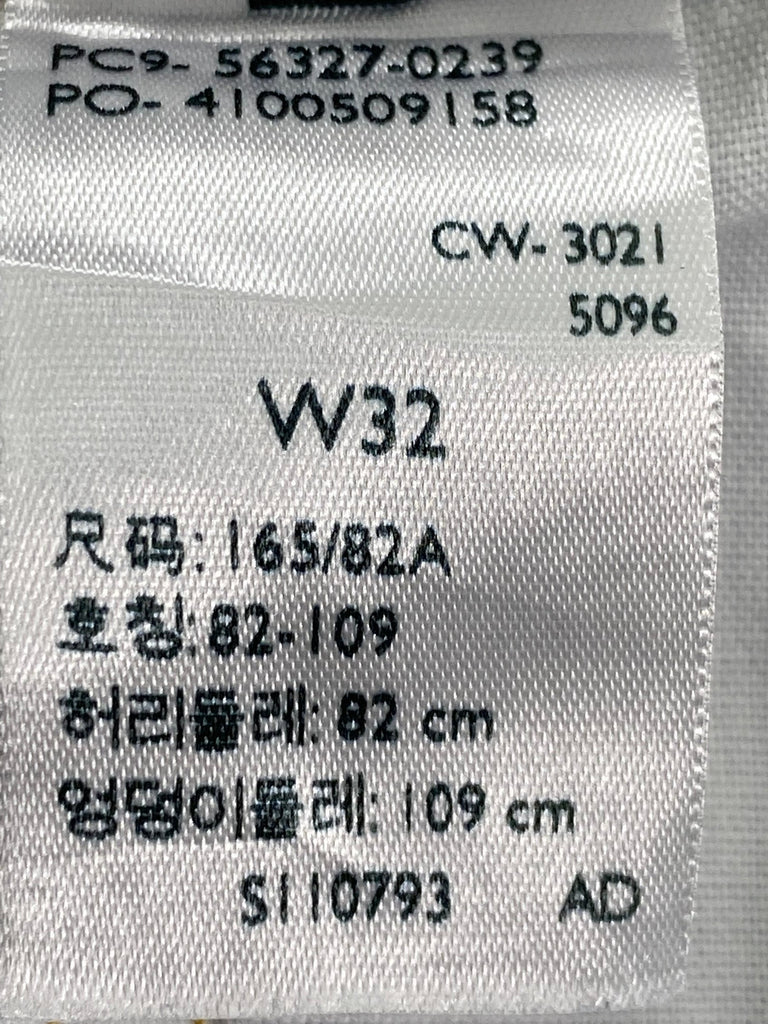 PC9- 56327-0239
PO- 4100509158
CW- 3021
5096
W32
尺码: 165/82A
호칭: 82-109
허리둘레: 82 cm
엉덩이둘레: 109 cm
S110793 AD